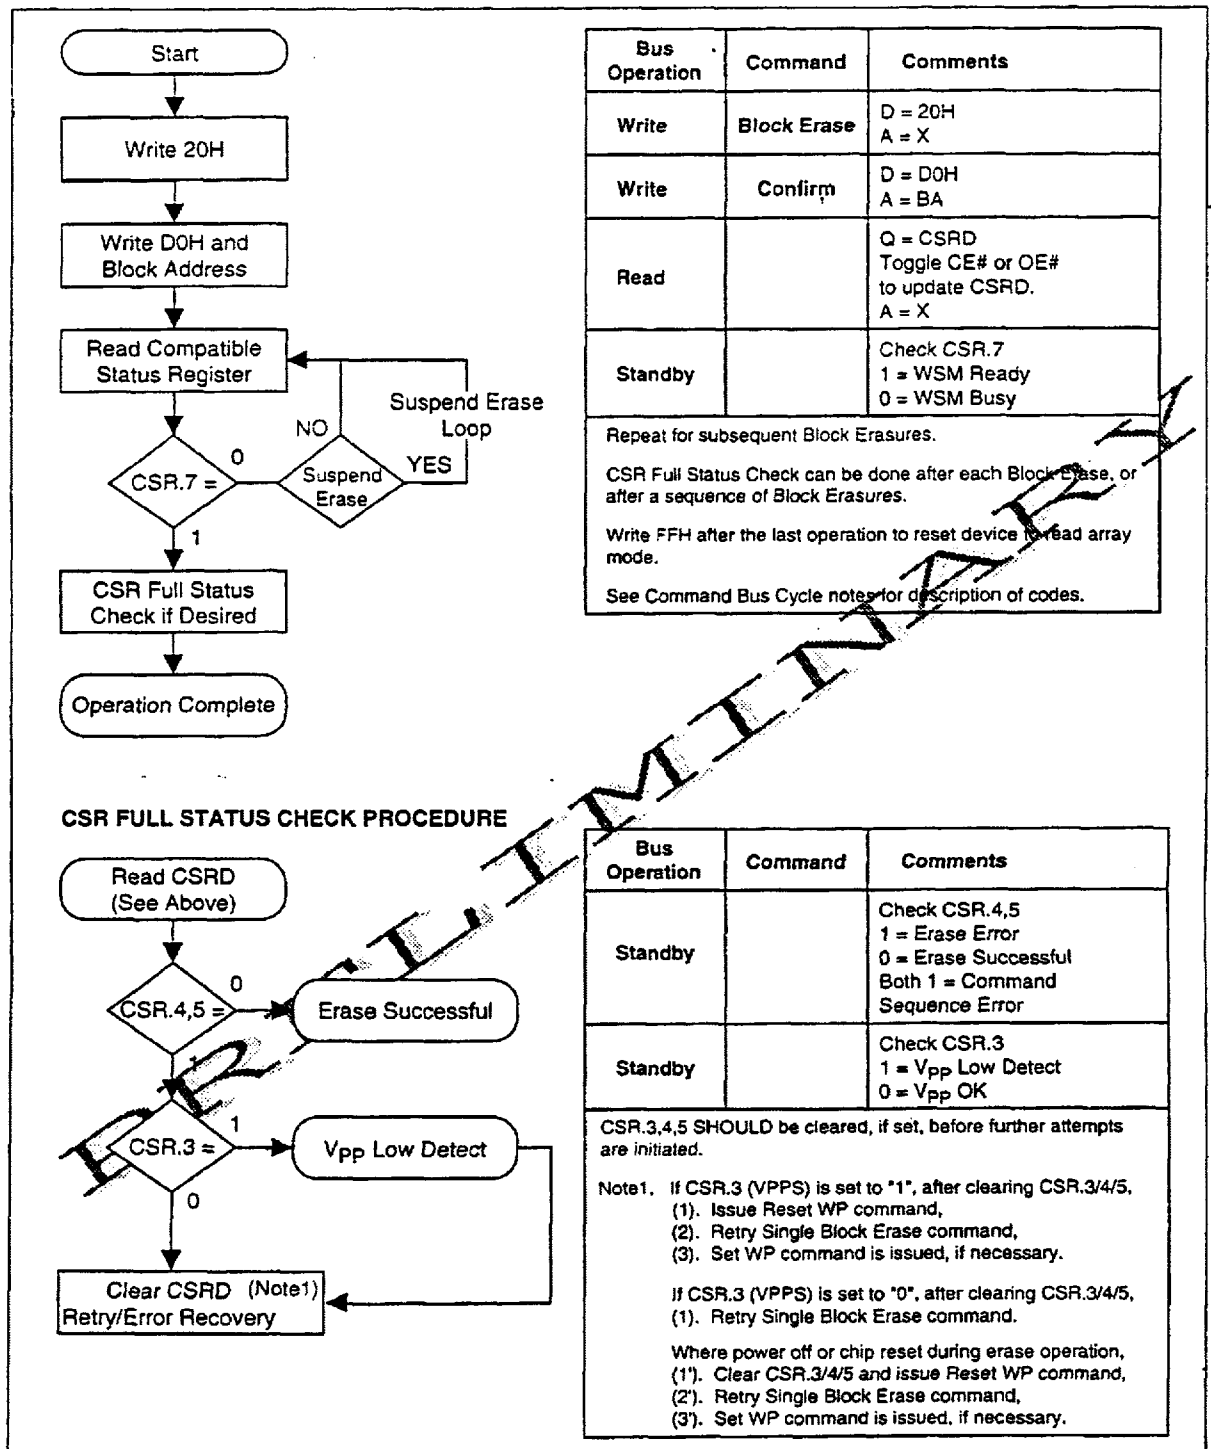 Start
Write 20H
Write D0H and
Block Address
Read Compatible
Status Register
Suspend Erase
Loop
NO
YES
0
CSR.7 =
Suspend
Erase
1
CSR Full Status
Check if Desired
Operation Complete
Bus
Operation
Command
Comments
Write
Block Erase
D = 20H
A = X
Write
Confirm
D = D0H
A = BA
Read
Q = CSRD
Toggle CE# or OE#
to update CSRD.
A = X
Standby
Check CSR.7
1 = WSM Ready
0 = WSM Busy
Repeat for subsequent Block Erasures.
CSR Full Status Check can be done after each Block Erase, or
after a sequence of Block Erasures.
Write FFH after the last operation to reset device to read array
mode.
See Command Bus Cycle notes for description of codes.
PRELIMINARY
CSR FULL STATUS CHECK PROCEDURE
Read CSRD
(See Above)
0
CSR.4,5 =
Erase Successful
1
1
CSR.3 =
VPP Low Detect
0
Clear CSRD (Note1)
Retry/Error Recovery
Bus
Operation
Command
Comments
Standby
Check CSR.4,5
1 = Erase Error
0 = Erase Successful
Both 1 = Command
Sequence Error
Standby
Check CSR.3
1 = VPP Low Detect
0 = VPP OK
CSR.3,4,5 SHOULD be cleared, if set, before further attempts
are initiated.
Note1. If CSR.3 (VPPS) is set to "1", after clearing CSR.3/4/5,
(1). Issue Reset WP command,
(2). Retry Single Block Erase command,
(3). Set WP command is issued, if necessary.
If CSR.3 (VPPS) is set to "0", after clearing CSR.3/4/5,
(1). Retry Single Block Erase command.
Where power off or chip reset during erase operation,
(1'). Clear CSR.3/4/5 and issue Reset WP command,
(2'). Retry Single Block Erase command,
(3'). Set WP command is issued, if necessary.